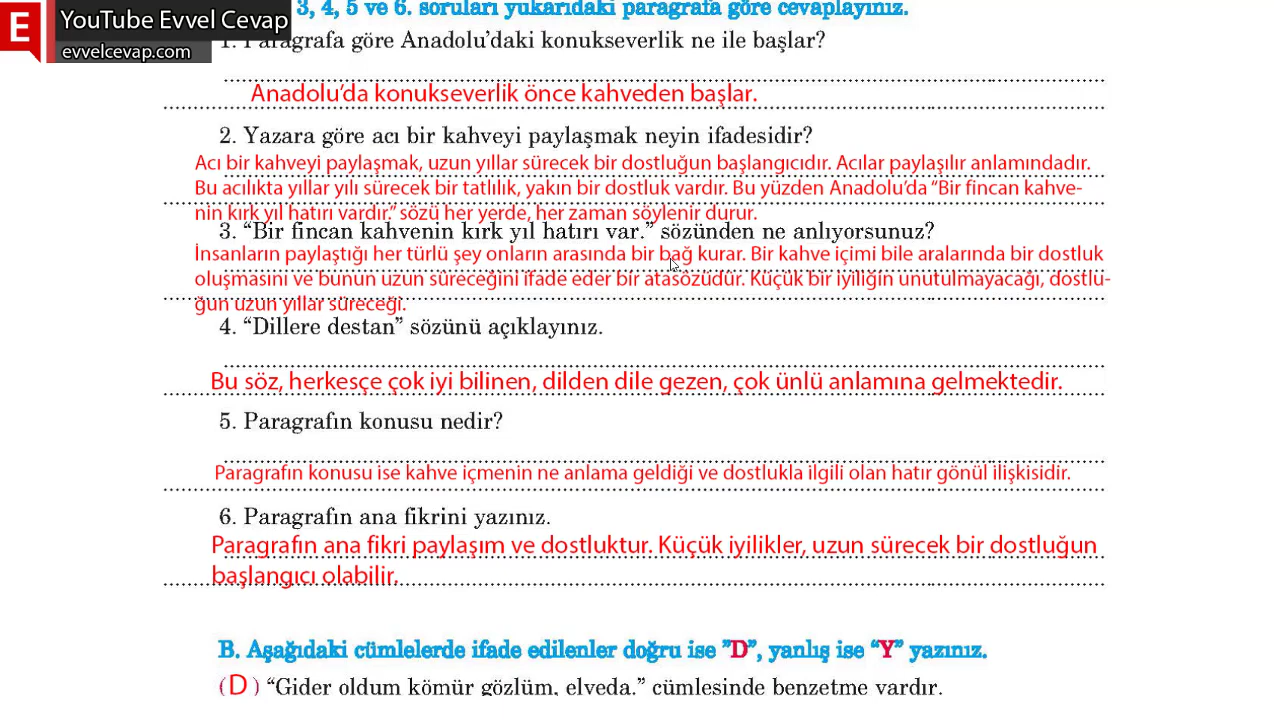 E
YouTube Evvel Cevap
evvelcevap.com
3, 4, 5 ve 6. soruları yukarıdaki paragrafa göre cevaplayınız.
1. Paragrafa göre Anadolu’daki konukseverlik ne ile başlar?
Anadolu’da konukseverlik önce kahveden başlar.
2. Yazara göre acı bir kahveyi paylaşmak neyin ifadesidir?
Acı bir kahveyi paylaşmak, uzun yıllar sürecek bir dostluğun başlangıcıdır. Acılar paylaşılır anlamındadır.
Bu acılıkta yıllar yılı sürecek bir tatlılık, yakın bir dostluk vardır. Bu yüzden Anadolu’da “Bir fincan kahve-
nin kırk yıl hatırı vardır.” sözü her yerde, her zaman söylenir durur.
3. “Bir fincan kahvenin kırk yıl hatırı var.” sözünden ne anlıyorsunuz?
İnsanların paylaştığı her türlü şey onların arasında bir bağ kurar. Bir kahve içimi bile aralarında bir dostluk
oluşmasını ve bunun uzun süreceğini ifade eder bir atasözüdür. Küçük bir iyiliğin unutulmayacağı, dostlu-
ğun uzun yıllar süreceği.
4. “Dillere destan” sözünü açıklayınız.
Bu söz, herkesçe çok iyi bilinen, dilden dile gezen, çok ünlü anlamına gelmektedir.
5. Paragrafın konusu nedir?
Paragrafın konusu ise kahve içmenin ne anlama geldiği ve dostlukla ilgili olan hatır gönül ilişkisidir.
6. Paragrafın ana fikrini yazınız.
Paragrafın ana fikri paylaşım ve dostluktur. Küçük iyilikler, uzun sürecek bir dostluğun
başlangıcı olabilir.
B. Aşağıdaki cümlelerde ifade edilenler doğru ise ”D”, yanlış ise “Y” yazınız.
(D) “Gider oldum kömür gözlüm, elveda.” cümlesinde benzetme vardır.